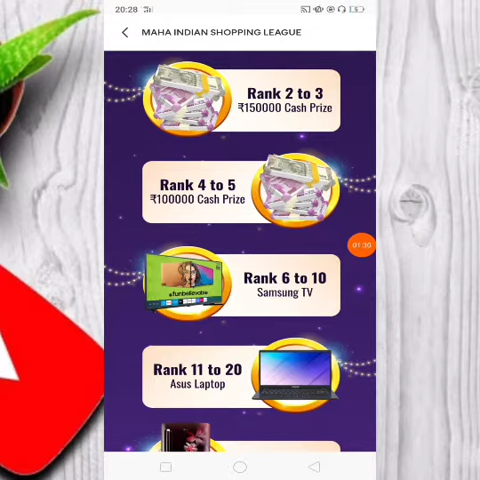 20:28
MAHA INDIAN SHOPPING LEAGUE
Rank 2 to 3
₹150000 Cash Prize
Rank 4 to 5
₹100000 Cash Prize
01:30
Rank 6 to 10
Samsung TV
#funbelievable
Rank 11 to 20
Asus Laptop